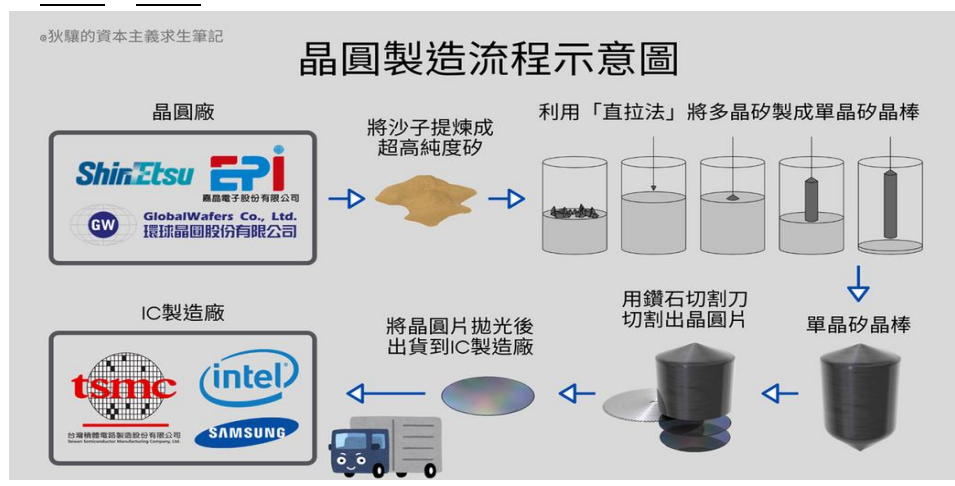 @狄驤的資本主義求生筆記
晶圓製造流程示意圖
晶圓廠
ShinEtsu
EPi
嘉晶電子股份有限公司
GW
GlobalWafers Co., Ltd.
環球晶圓股份有限公司
將沙子提煉成
超高純度矽
利用「直拉法」將多晶矽製成單晶矽晶棒
單晶矽晶棒
用鑽石切割刀
切割出晶圓片
將晶圓片拋光後
出貨到IC製造廠
IC製造廠
tsmc
台灣積體電路製造股份有限公司
Taiwan Semiconductor Manufacturing Company, Ltd.
intel
SAMSUNG